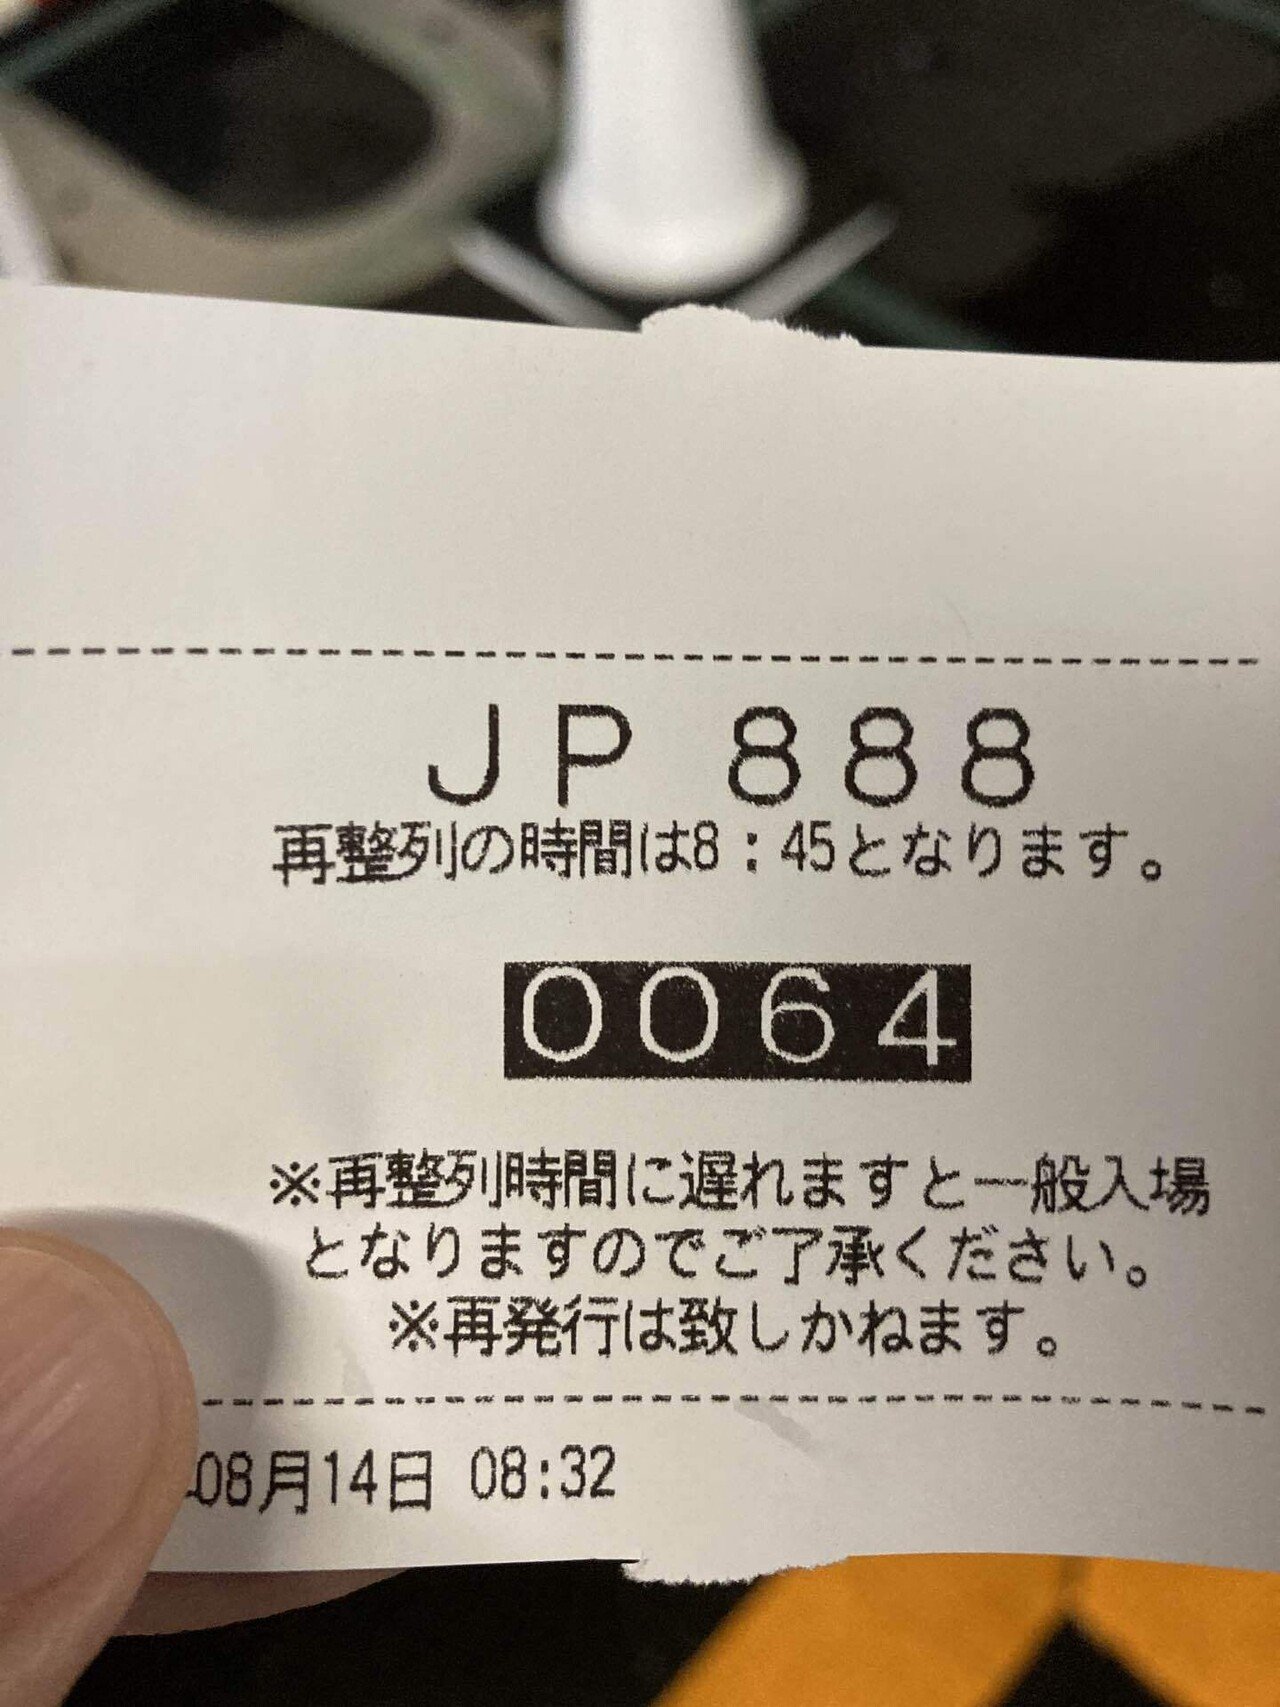 JP 888
再整列の時間は8:45となります。
0064
※再整列時間に遅れますと一般入場
となりますのでご了承ください。
※再発行は致しかねます。
08月14日 08:32